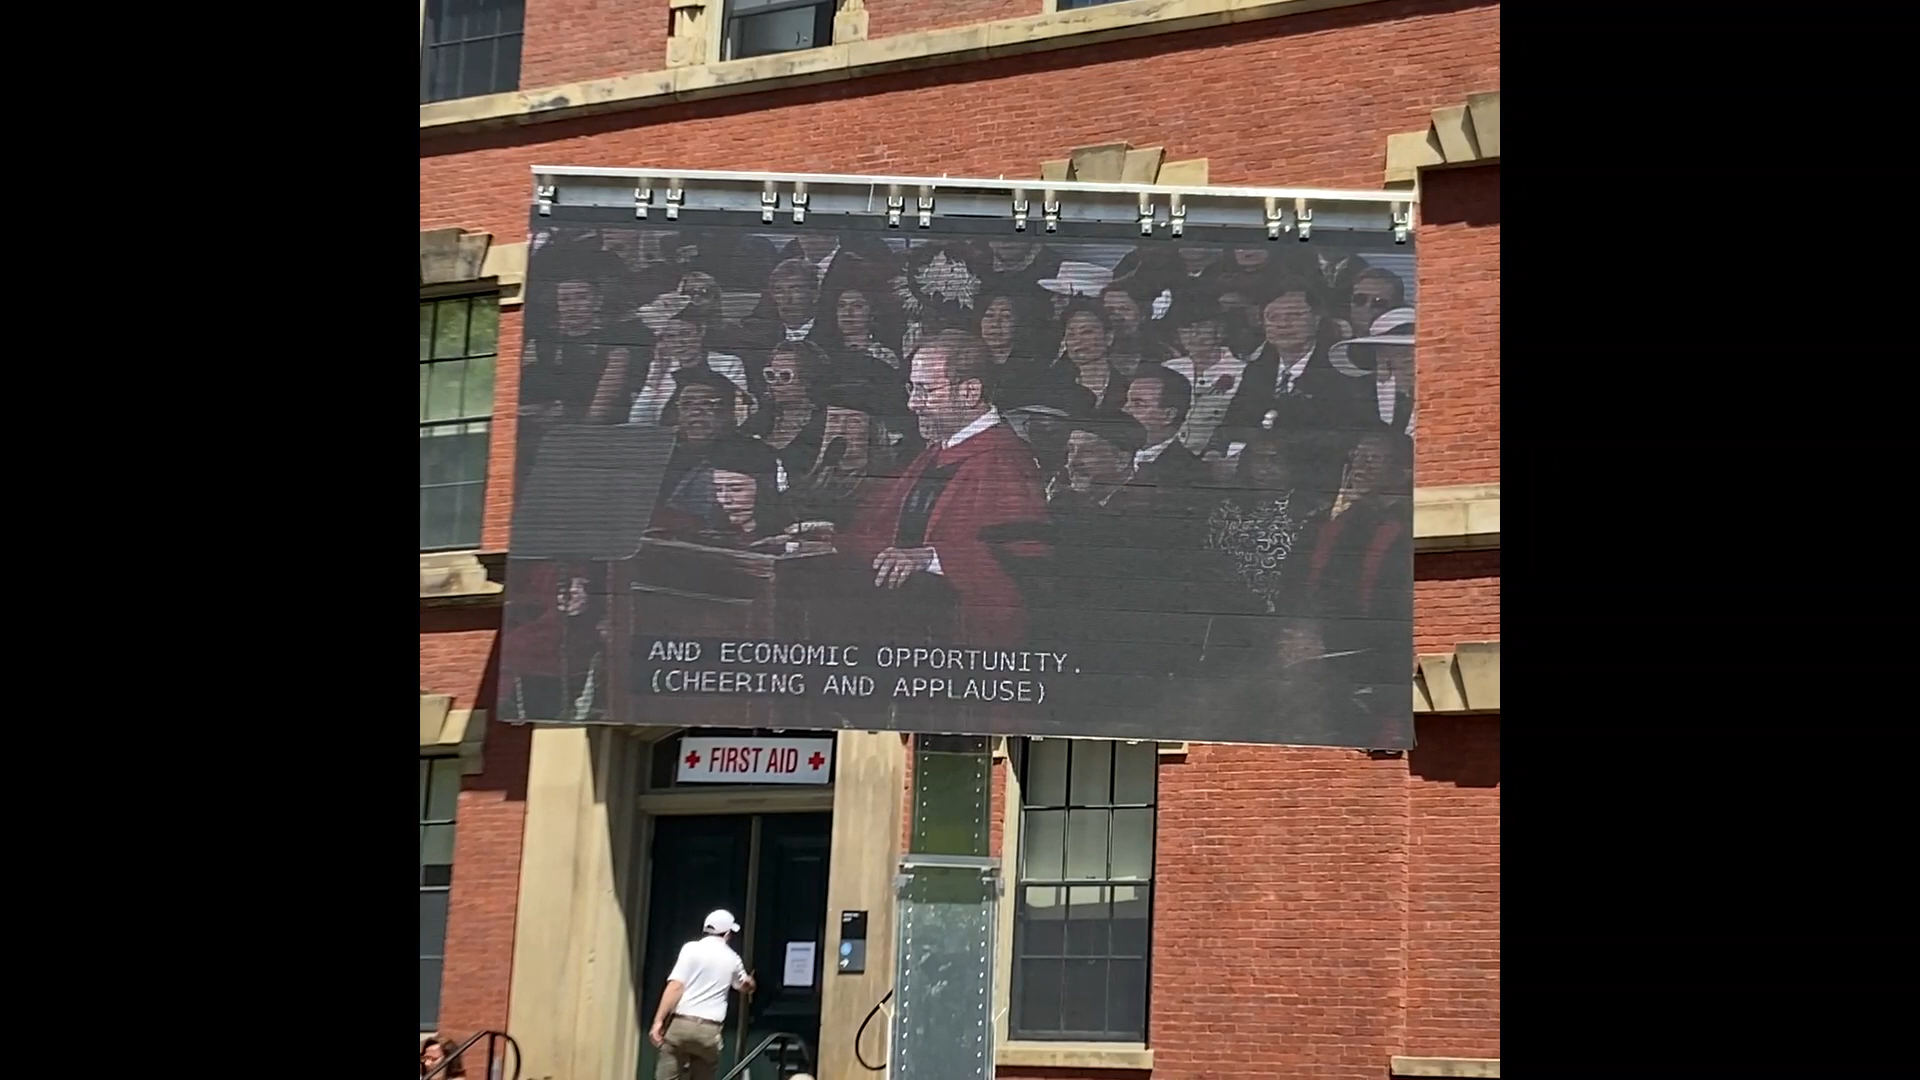 AND ECONOMIC OPPORTUNITY.
(CHEERING AND APPLAUSE)
FIRST AID